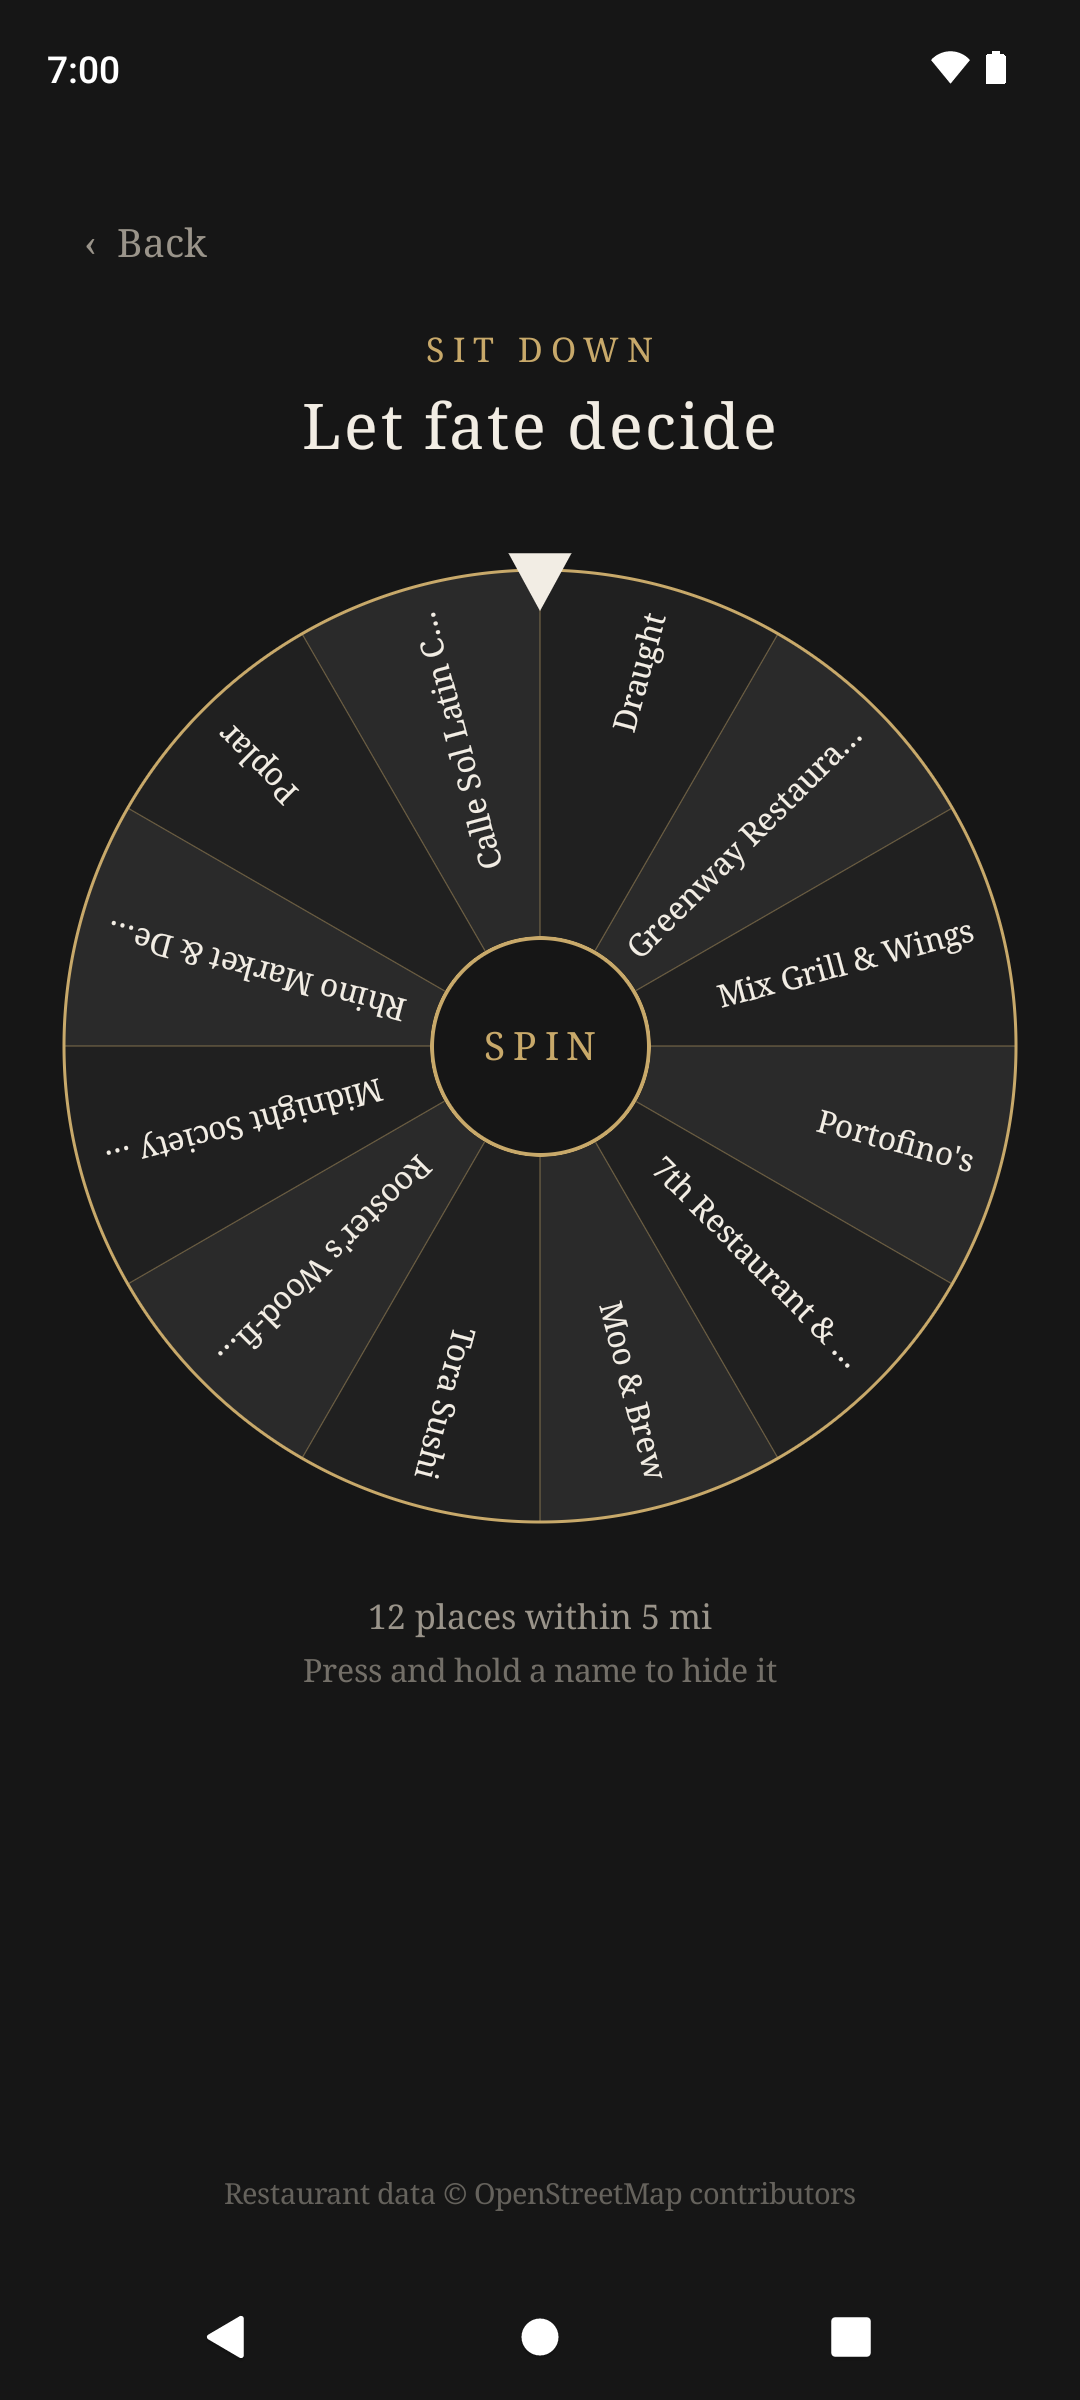 7:00
‹ Back
SIT DOWN
Let fate decide
Draught
Greenway Restaura...
Mix Grill & Wings
Portofino's
7th Restaurant & ...
Moo & Brew
Tora Sushi
Rooster's Wood-fi...
Midnight Society ...
Rhino Market & De...
Poplar
Calle Sol Latin C...
SPIN
12 places within 5 mi
Press and hold a name to hide it
Restaurant data © OpenStreetMap contributors